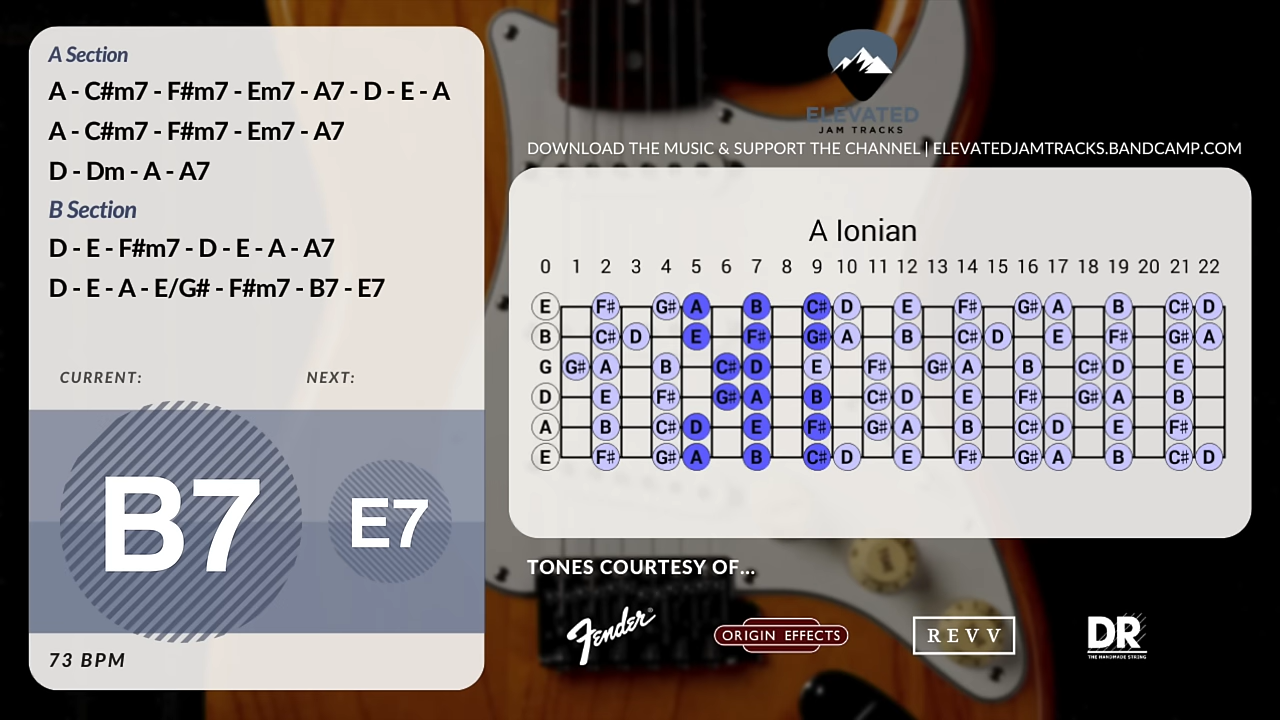 A Section
A - C#m7 - F#m7 - Em7 - A7 - D - E - A
A - C#m7 - F#m7 - Em7 - A7
D - Dm - A - A7
B Section
D - E - F#m7 - D - E - A - A7
D - E - A - E/G# - F#m7 - B7 - E7
CURRENT: NEXT:
B7 E7
73 BPM
ELEVATED
JAM TRACKS
DOWNLOAD THE MUSIC & SUPPORT THE CHANNEL | ELEVATEDJAMTRACKS.BANDCAMP.COM
A Ionian
0 1 2 3 4 5 6 7 8 9 10 11 12 13 14 15 16 17 18 19 20 21 22
E F# G# A B C# D E F# G# A B C# D
B C# D E F# G# A B C# D E F# G# A
G G# A B C# D E F# G# A B C# D E
D E F# G# A B C# D E F# G# A B
A B C# D E F# G# A B C# D E F#
E F# G# A B C# D E F# G# A B C# D
TONES COURTESY OF...
Fender®
ORIGIN EFFECTS
REVV
DR
THE HANDMADE STRING